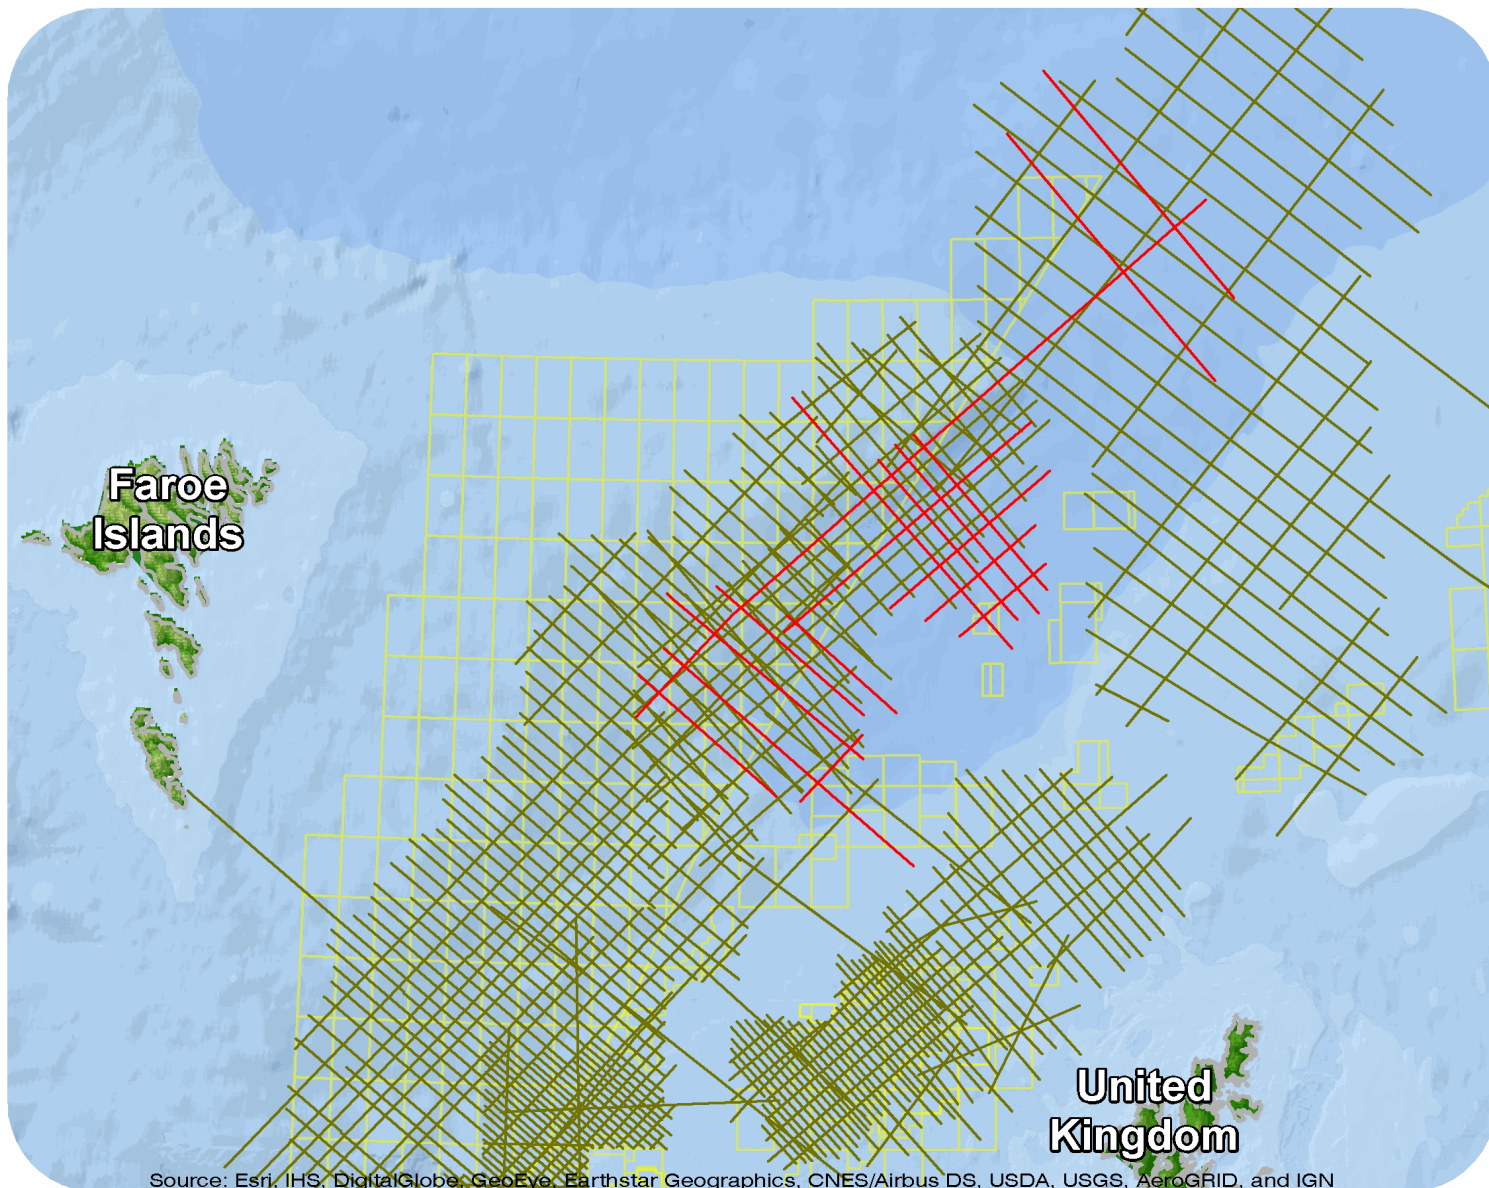 Faroe
Islands
United
Kingdom
Source: Esri, IHS, DigitalGlobe, GeoEye, Earthstar Geographics, CNES/Airbus DS, USDA, USGS, AeroGRID, and IGN